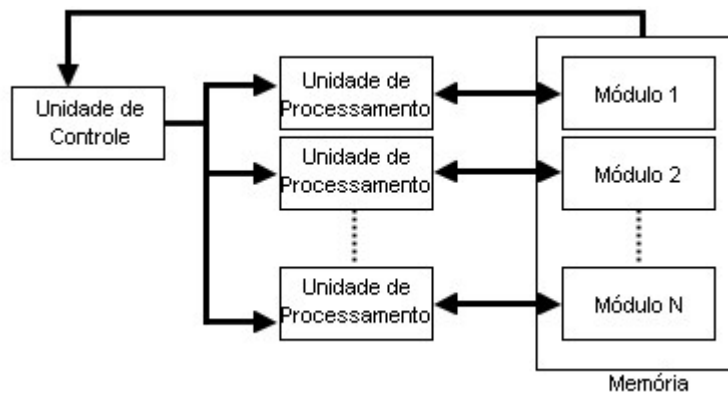 Unidade de
Controle
Unidade de
Processamento
Módulo 1
Unidade de
Processamento
Módulo 2
Unidade de
Processamento
Módulo N
Memória